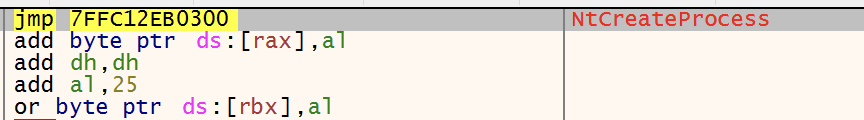 jmp 7FFC12EB0300 NtCreateProcess
add byte ptr ds:[rax],al
add dh,dh
add al,25
or byte ptr ds:[rbx],al